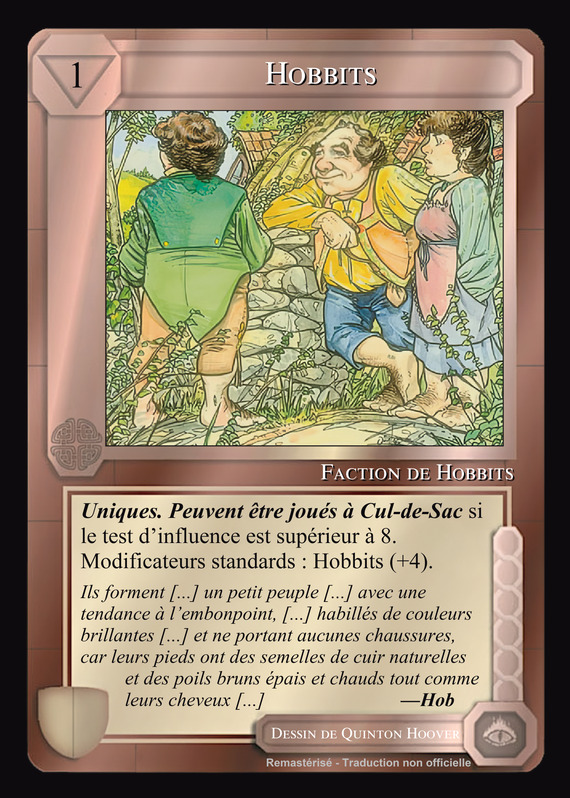 1
HOBBITS
FACTION DE HOBBITS
Uniques. Peuvent être joués à Cul-de-Sac si
le test d'influence est supérieur à 8.
Modificateurs standards : Hobbits (+4).
Ils forment [...] un petit peuple [...] avec une
tendance à l'embonpoint, [...] habillés de couleurs
brillantes [...] et ne portant aucunes chaussures,
car leurs pieds ont des semelles de cuir naturelles
et des poils bruns épais et chauds tout comme
leurs cheveux [...] —Hob
DESSIN DE QUINTON HOOVER
Remastérisé - Traduction non officielle